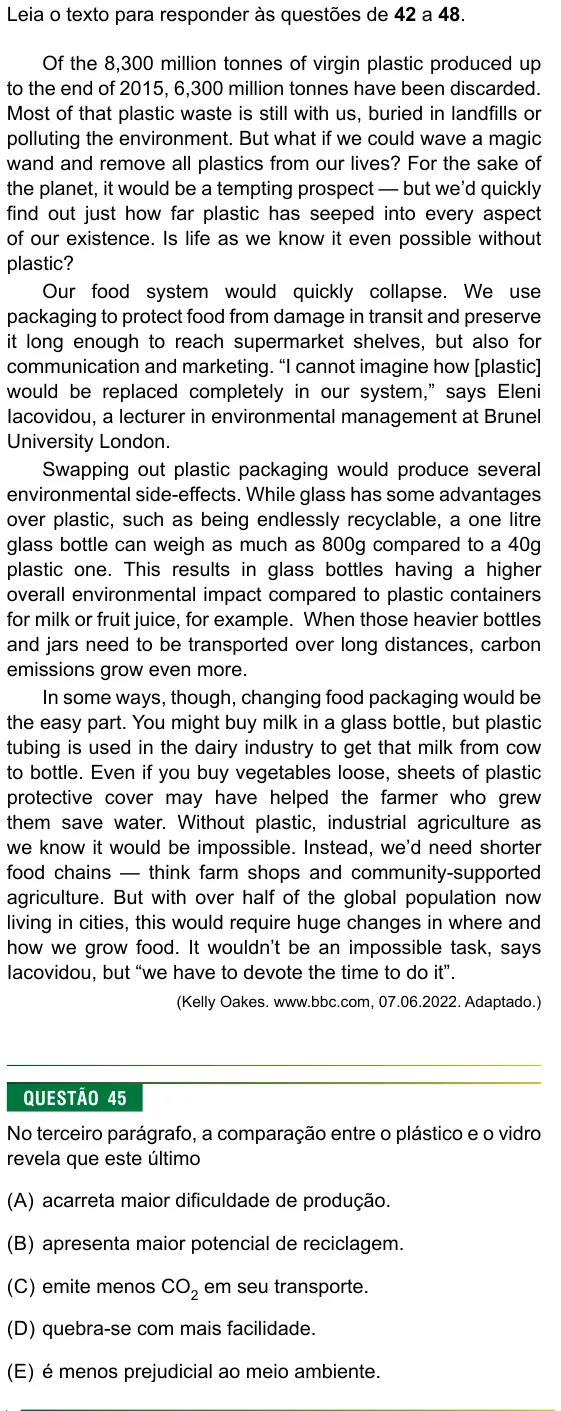 Leia o texto para responder às questões de 42 a 48.
Of the 8,300 million tonnes of virgin plastic produced up
to the end of 2015, 6,300 million tonnes have been discarded.
Most of that plastic waste is still with us, buried in landfills or
polluting the environment. But what if we could wave a magic
wand and remove all plastics from our lives? For the sake of
the planet, it would be a tempting prospect — but we’d quickly
find out just how far plastic has seeped into every aspect
of our existence. Is life as we know it even possible without
plastic?
Our food system would quickly collapse. We use
packaging to protect food from damage in transit and preserve
it long enough to reach supermarket shelves, but also for
communication and marketing. “I cannot imagine how [plastic]
would be replaced completely in our system,” says Eleni
Iacovidou, a lecturer in environmental management at Brunel
University London.
Swapping out plastic packaging would produce several
environmental side-effects. While glass has some advantages
over plastic, such as being endlessly recyclable, a one litre
glass bottle can weigh as much as 800g compared to a 40g
plastic one. This results in glass bottles having a higher
overall environmental impact compared to plastic containers
for milk or fruit juice, for example. When those heavier bottles
and jars need to be transported over long distances, carbon
emissions grow even more.
In some ways, though, changing food packaging would be
the easy part. You might buy milk in a glass bottle, but plastic
tubing is used in the dairy industry to get that milk from cow
to bottle. Even if you buy vegetables loose, sheets of plastic
protective cover may have helped the farmer who grew
them save water. Without plastic, industrial agriculture as
we know it would be impossible. Instead, we’d need shorter
food chains — think farm shops and community-supported
agriculture. But with over half of the global population now
living in cities, this would require huge changes in where and
how we grow food. It wouldn’t be an impossible task, says
Iacovidou, but “we have to devote the time to do it”.
(Kelly Oakes. www.bbc.com, 07.06.2022. Adaptado.)
QUESTÃO 45
No terceiro parágrafo, a comparação entre o plástico e o vidro
revela que este último
(A) acarreta maior dificuldade de produção.
(B) apresenta maior potencial de reciclagem.
(C) emite menos CO2 em seu transporte.
(D) quebra-se com mais facilidade.
(E) é menos prejudicial ao meio ambiente.